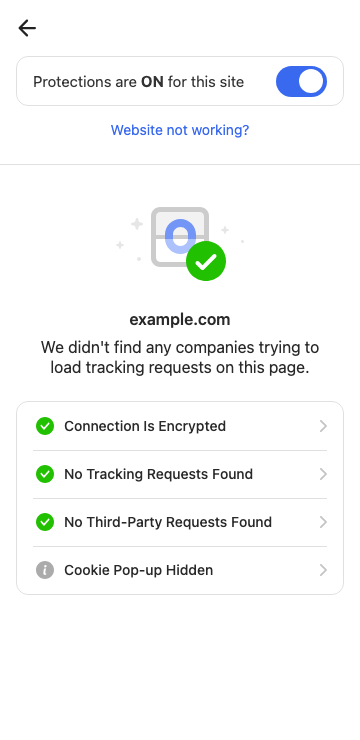 Protections are ON for this site
Website not working?
example.com
We didn't find any companies trying to
load tracking requests on this page.
Connection Is Encrypted
No Tracking Requests Found
No Third-Party Requests Found
Cookie Pop-up Hidden